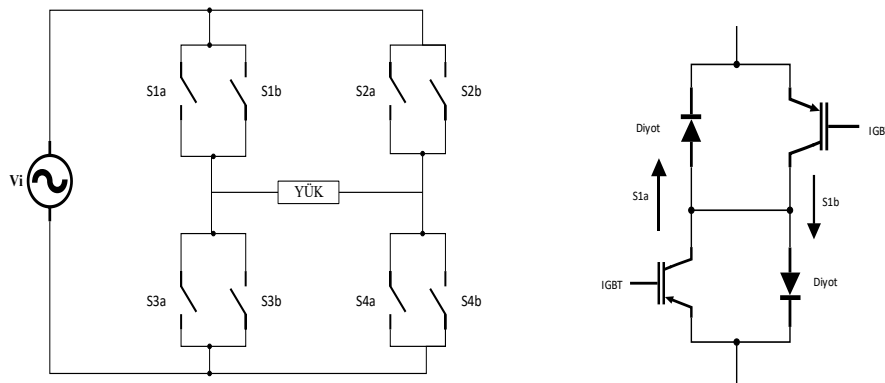 S1a
S1b
S2a
S2b
Diyot
IGB
Vi
YÜK
S1a
S1b
IGBT
Diyot
S3a
S3b
S4a
S4b